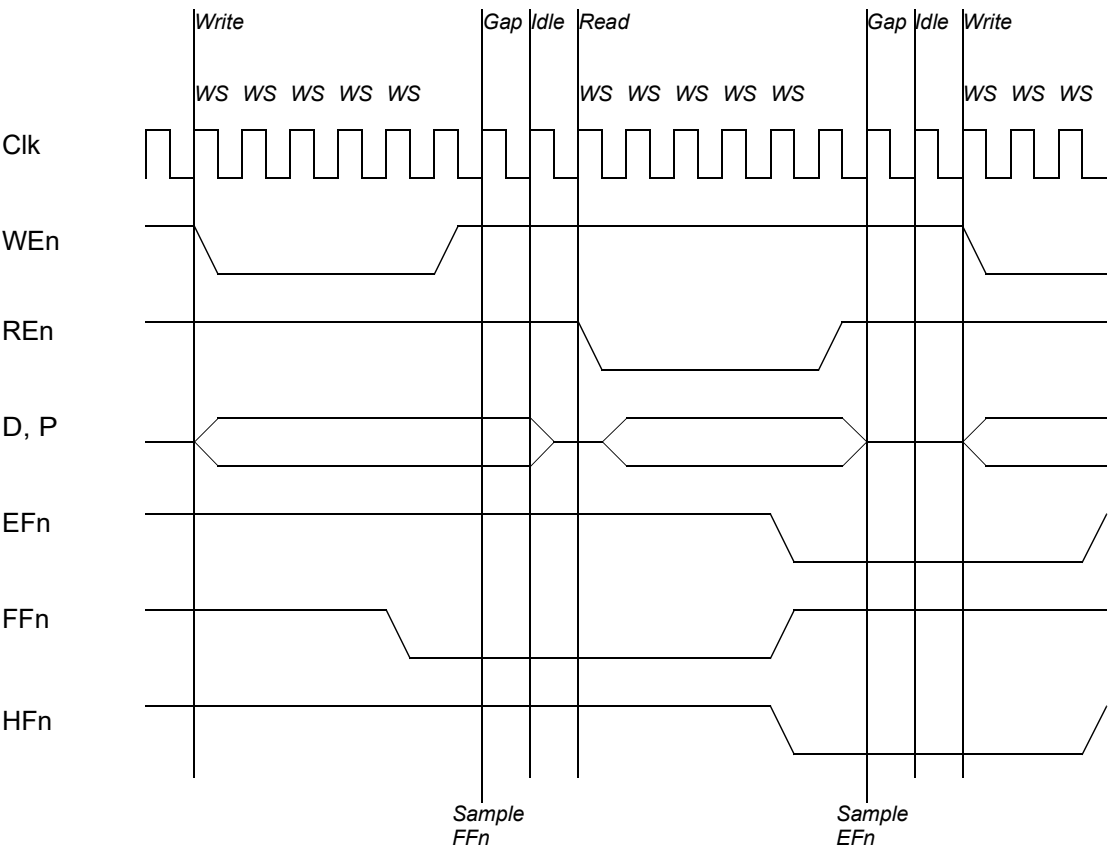 Write Gap Idle Read Gap Idle Write
WS WS WS WS WS WS WS WS WS WS WS WS WS
Clk
WEn
REn
D, P
EFn
FFn
HFn
Sample Sample
FFn EFn